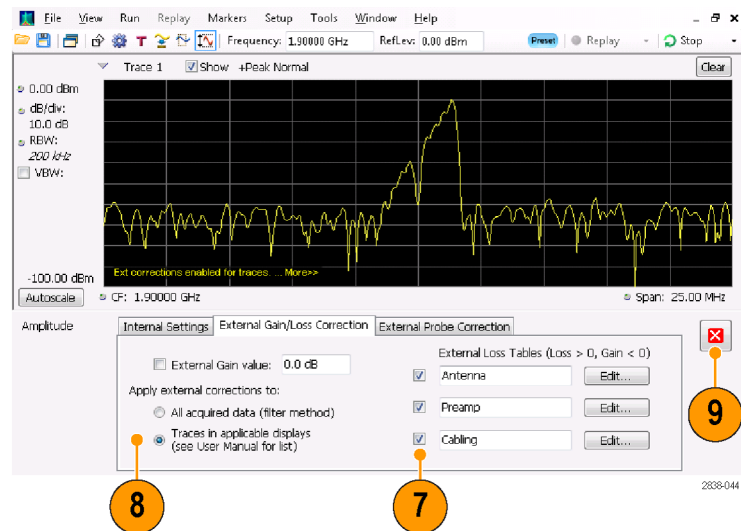 File View Run Replay Markers Setup Tools Window Help
T Frequency: 1.90000 GHz RefLev: 0.00 dBm Preset Replay Stop
Trace 1 Show +Peak Normal Clear
0.00 dBm
dB/div:
10.0 dB
RBW:
200 kHz
VBW:
-100.00 dBm
Ext corrections enabled for traces. ... More>>
Autoscale CF: 1.90000 GHz Span: 25.00 MHz
Amplitude Internal Settings External Gain/Loss Correction External Probe Correction
External Gain value: 0.0 dB
Apply external corrections to:
All acquired data (filter method)
Traces in applicable displays
(see User Manual for list)
External Loss Tables (Loss > 0, Gain < 0)
Antenna Edit...
Preamp Edit...
Cabling Edit...
9
8
7
2838-044